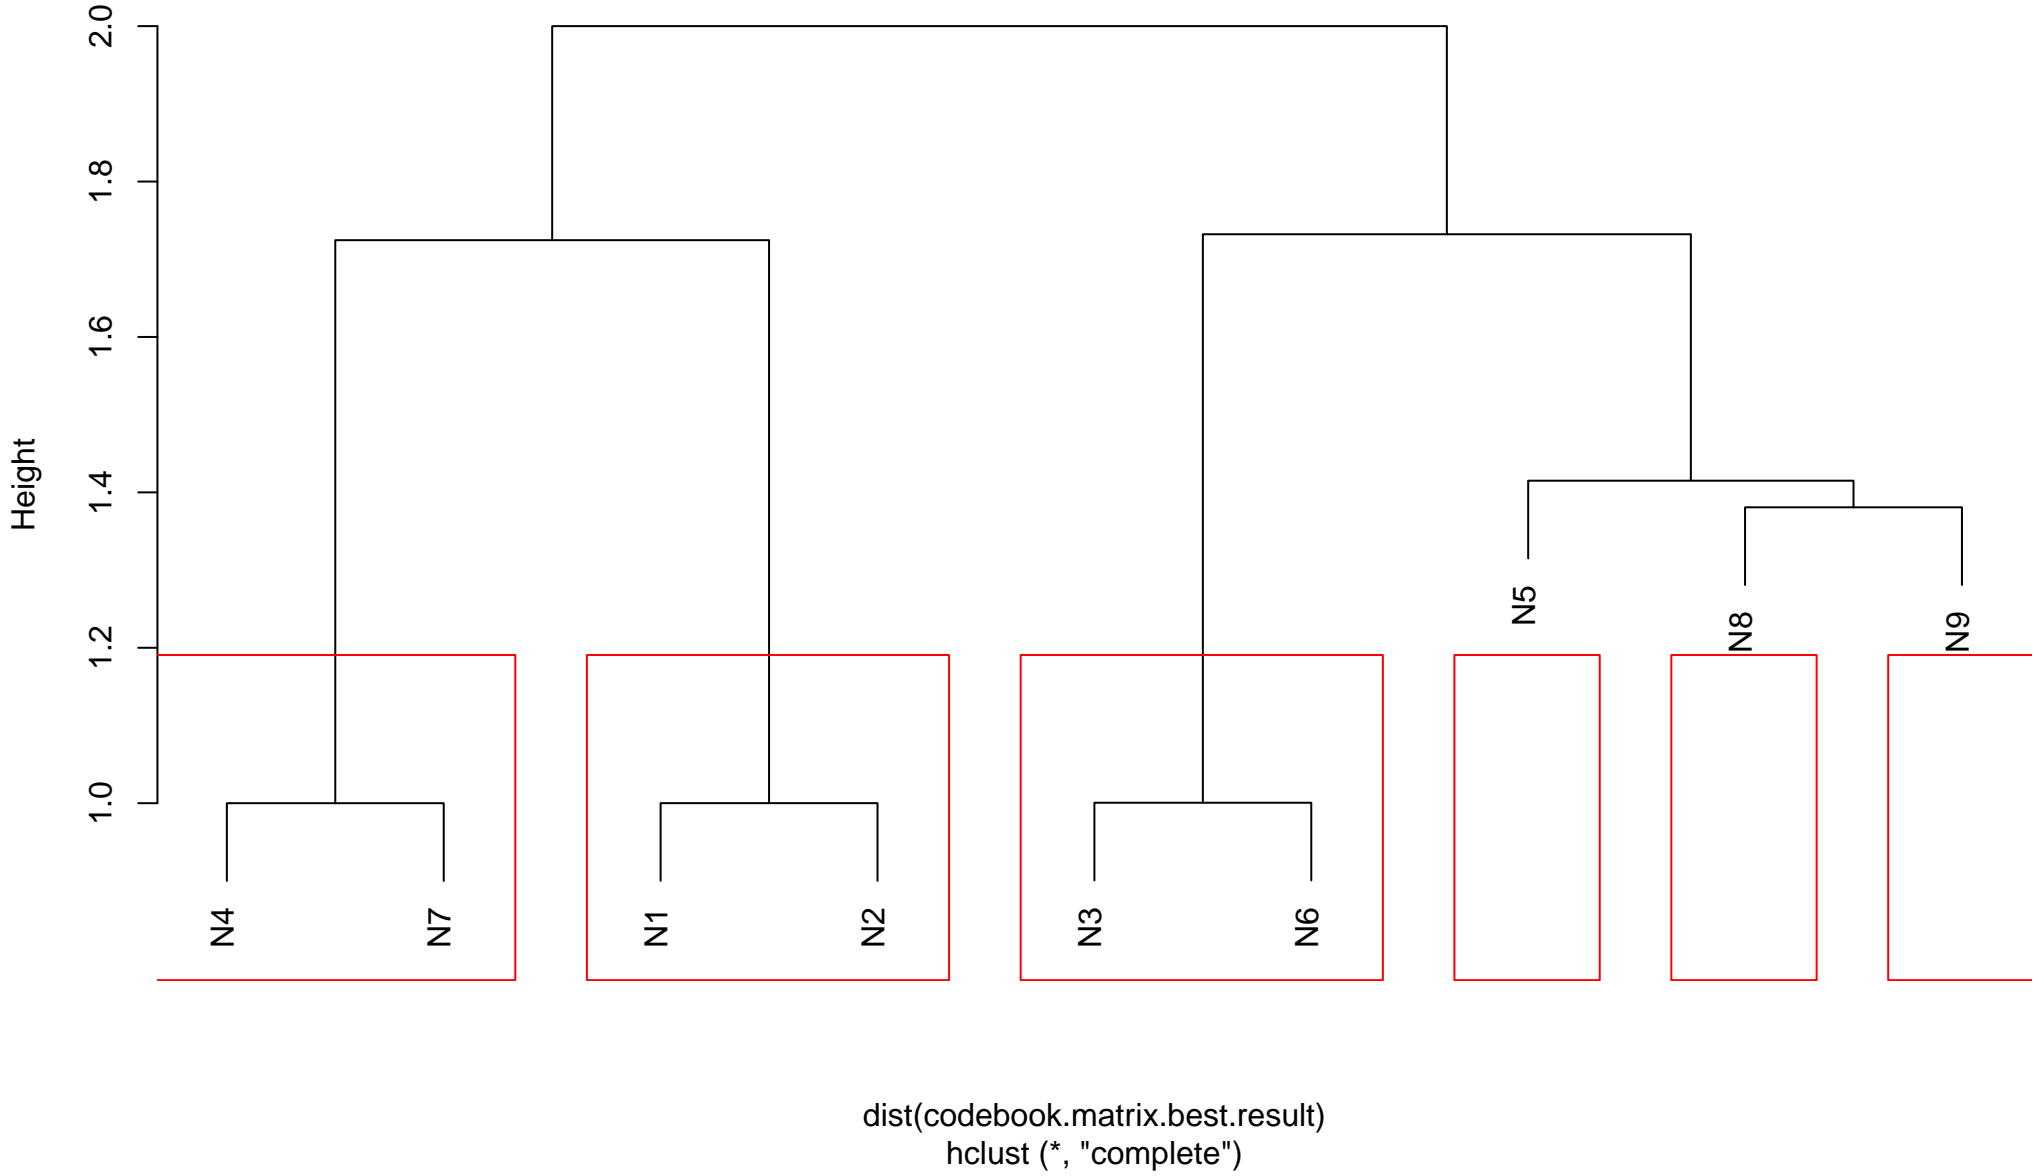 2.0
1.8
1.6
1.4
1.2
1.0
Height
N5
N8
N9
N4
N7
N1
N2
N3
N6
dist(codebook.matrix.best.result)
hclust (*, "complete")